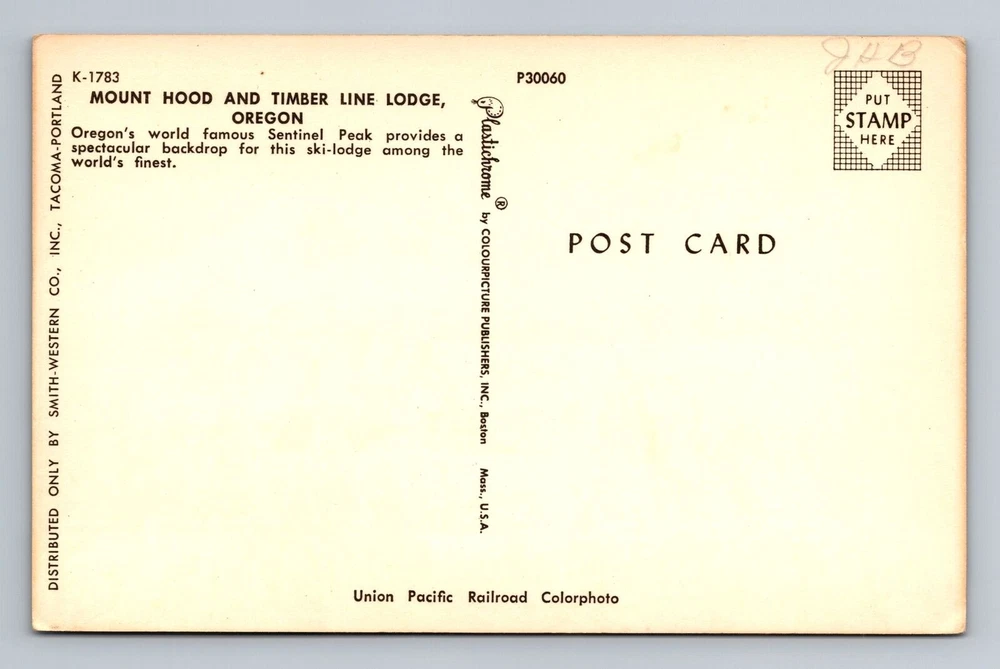 JHB
K-1783
MOUNT HOOD AND TIMBER LINE LODGE,
OREGON
Oregon's world famous Sentinel Peak provides a
spectacular backdrop for this ski-lodge among the
world's finest.
DISTRIBUTED ONLY BY SMITH-WESTERN CO., INC., TACOMA-PORTLAND
Plastichrome ® by COLOURPICTURE PUBLISHERS, INC., Boston Mass., U.S.A.
P30060
PUT
STAMP
HERE
POST CARD
Union Pacific Railroad Colorphoto